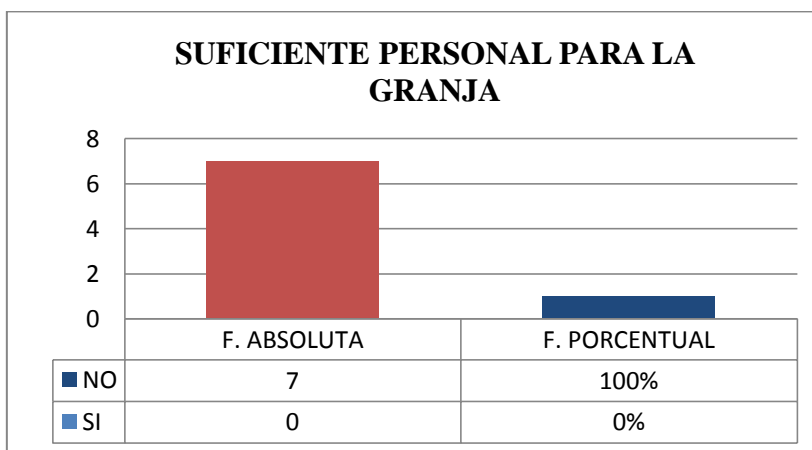 SUFICIENTE PERSONAL PARA LA
GRANJA
8
6
4
2
0
F. ABSOLUTA F. PORCENTUAL
NO 7 100%
SI 0 0%